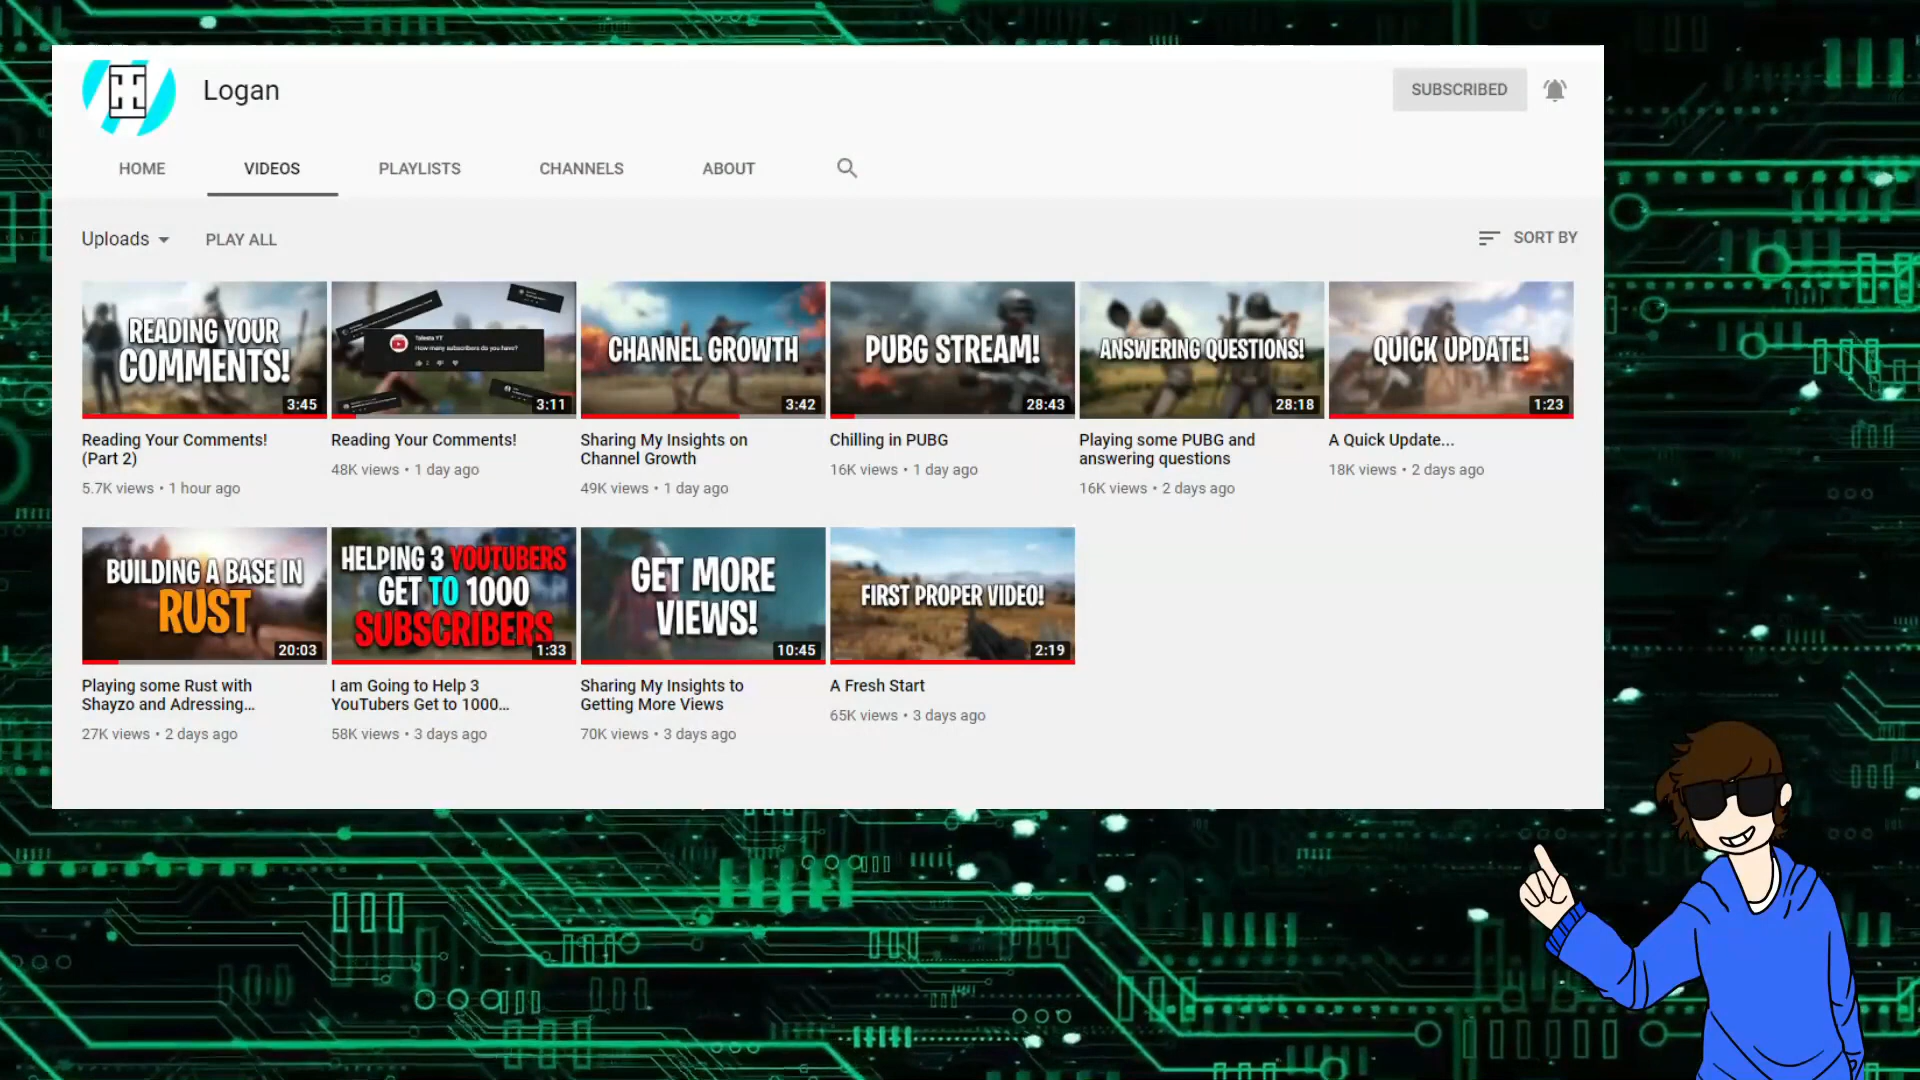 Logan
SUBSCRIBED
HOME
VIDEOS
PLAYLISTS
CHANNELS
ABOUT
Uploads
PLAY ALL
SORT BY
READING YOUR
COMMENTS!
3:45
Reading Your Comments!
(Part 2)
5.7K views • 1 hour ago
How many subscribers do you have?
3:11
Reading Your Comments!
48K views • 1 day ago
CHANNEL GROWTH
3:42
Sharing My Insights on
Channel Growth
49K views • 1 day ago
PUBG STREAM!
28:43
Chilling in PUBG
16K views • 1 day ago
ANSWERING QUESTIONS!
28:18
Playing some PUBG and
answering questions
16K views • 2 days ago
QUICK UPDATE!
1:23
A Quick Update...
18K views • 2 days ago
BUILDING A BASE IN
RUST
20:03
Playing some Rust with
Shayzo and Adressing...
27K views • 2 days ago
HELPING 3 YOUTUBERS
GET TO 1000
SUBSCRIBERS
1:33
I am Going to Help 3
YouTubers Get to 1000...
58K views • 3 days ago
GET MORE
VIEWS!
10:45
Sharing My Insights to
Getting More Views
70K views • 3 days ago
FIRST PROPER VIDEO!
2:19
A Fresh Start
65K views • 3 days ago